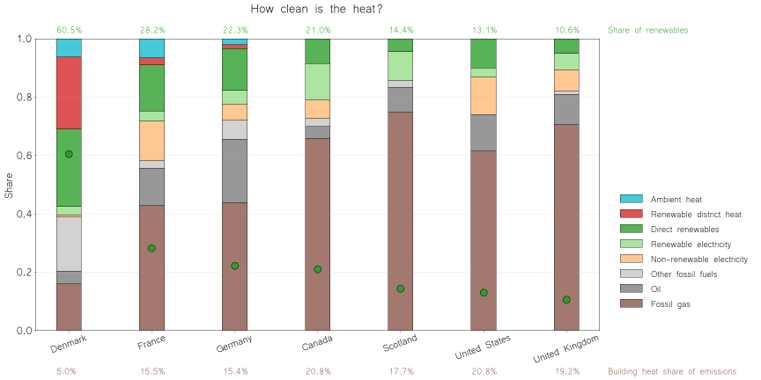 How clean is the heat?
60.5% 28.2% 22.3% 21.0% 14.4% 13.1% 10.6% Share of renewables
1.0
0.8
0.6
0.4
0.2
0.0
Share
Ambient heat
Renewable district heat
Direct renewables
Renewable electricity
Non-renewable electricity
Other fossil fuels
Oil
Fossil gas
Denmark France Germany Canada Scotland United States United Kingdom
5.0% 15.5% 15.4% 20.8% 17.7% 20.8% 19.2% Building heat share of emissions